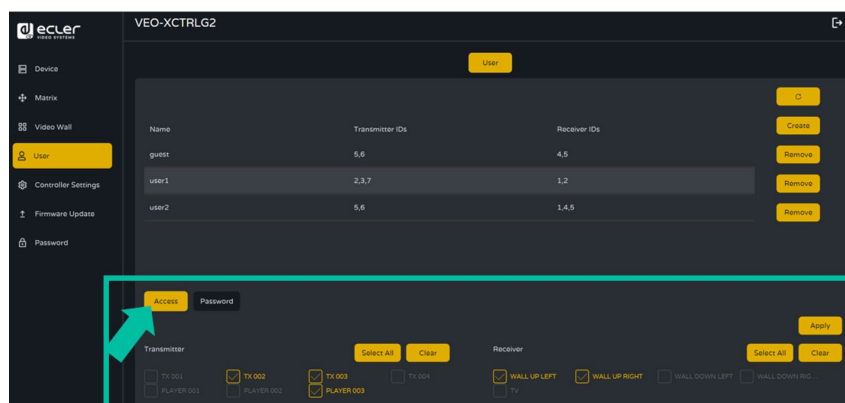 ecler
VIDEO SYSTEMS
VEO-XCTRLG2
Device
Matrix
Video Wall
User
Controller Settings
Firmware Update
Password
User
Name Transmitter IDs Receiver IDs Create
guest 5,6 4,5 Remove
user1 2,3,7 1,2 Remove
user2 5,6 1,4,5 Remove
Access Password
Apply
Transmitter Select All Clear Receiver Select All Clear
TX 001 TX 002 TX 003 TX 004 WALL UP LEFT WALL UP RIGHT WALL DOWN LEFT WALL DOWN RIG...
PLAYER 001 PLAYER 002 PLAYER 003 TV